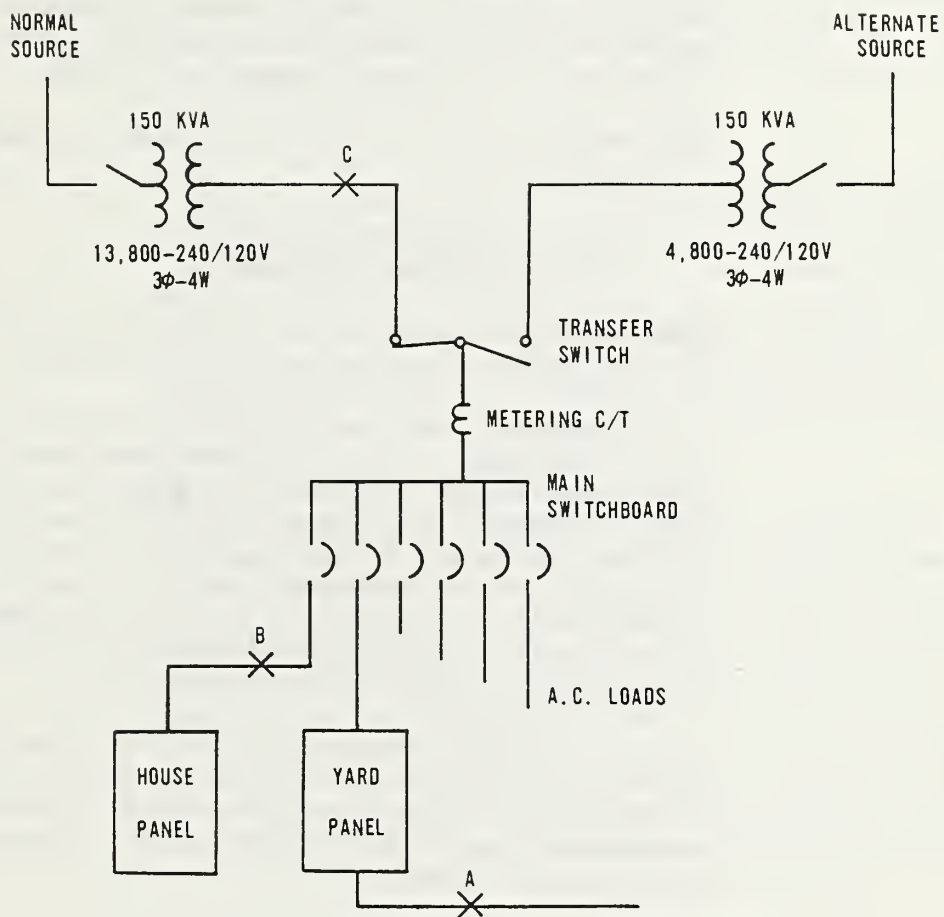 NORMAL
SOURCE
ALTERNATE
SOURCE
150 KVA
C
150 KVA
13,800-240/120V
3φ-4W
4,800-240/120V
3φ-4W
TRANSFER
SWITCH
METERING C/T
MAIN
SWITCHBOARD
B
A.C. LOADS
HOUSE
PANEL
YARD
PANEL
A